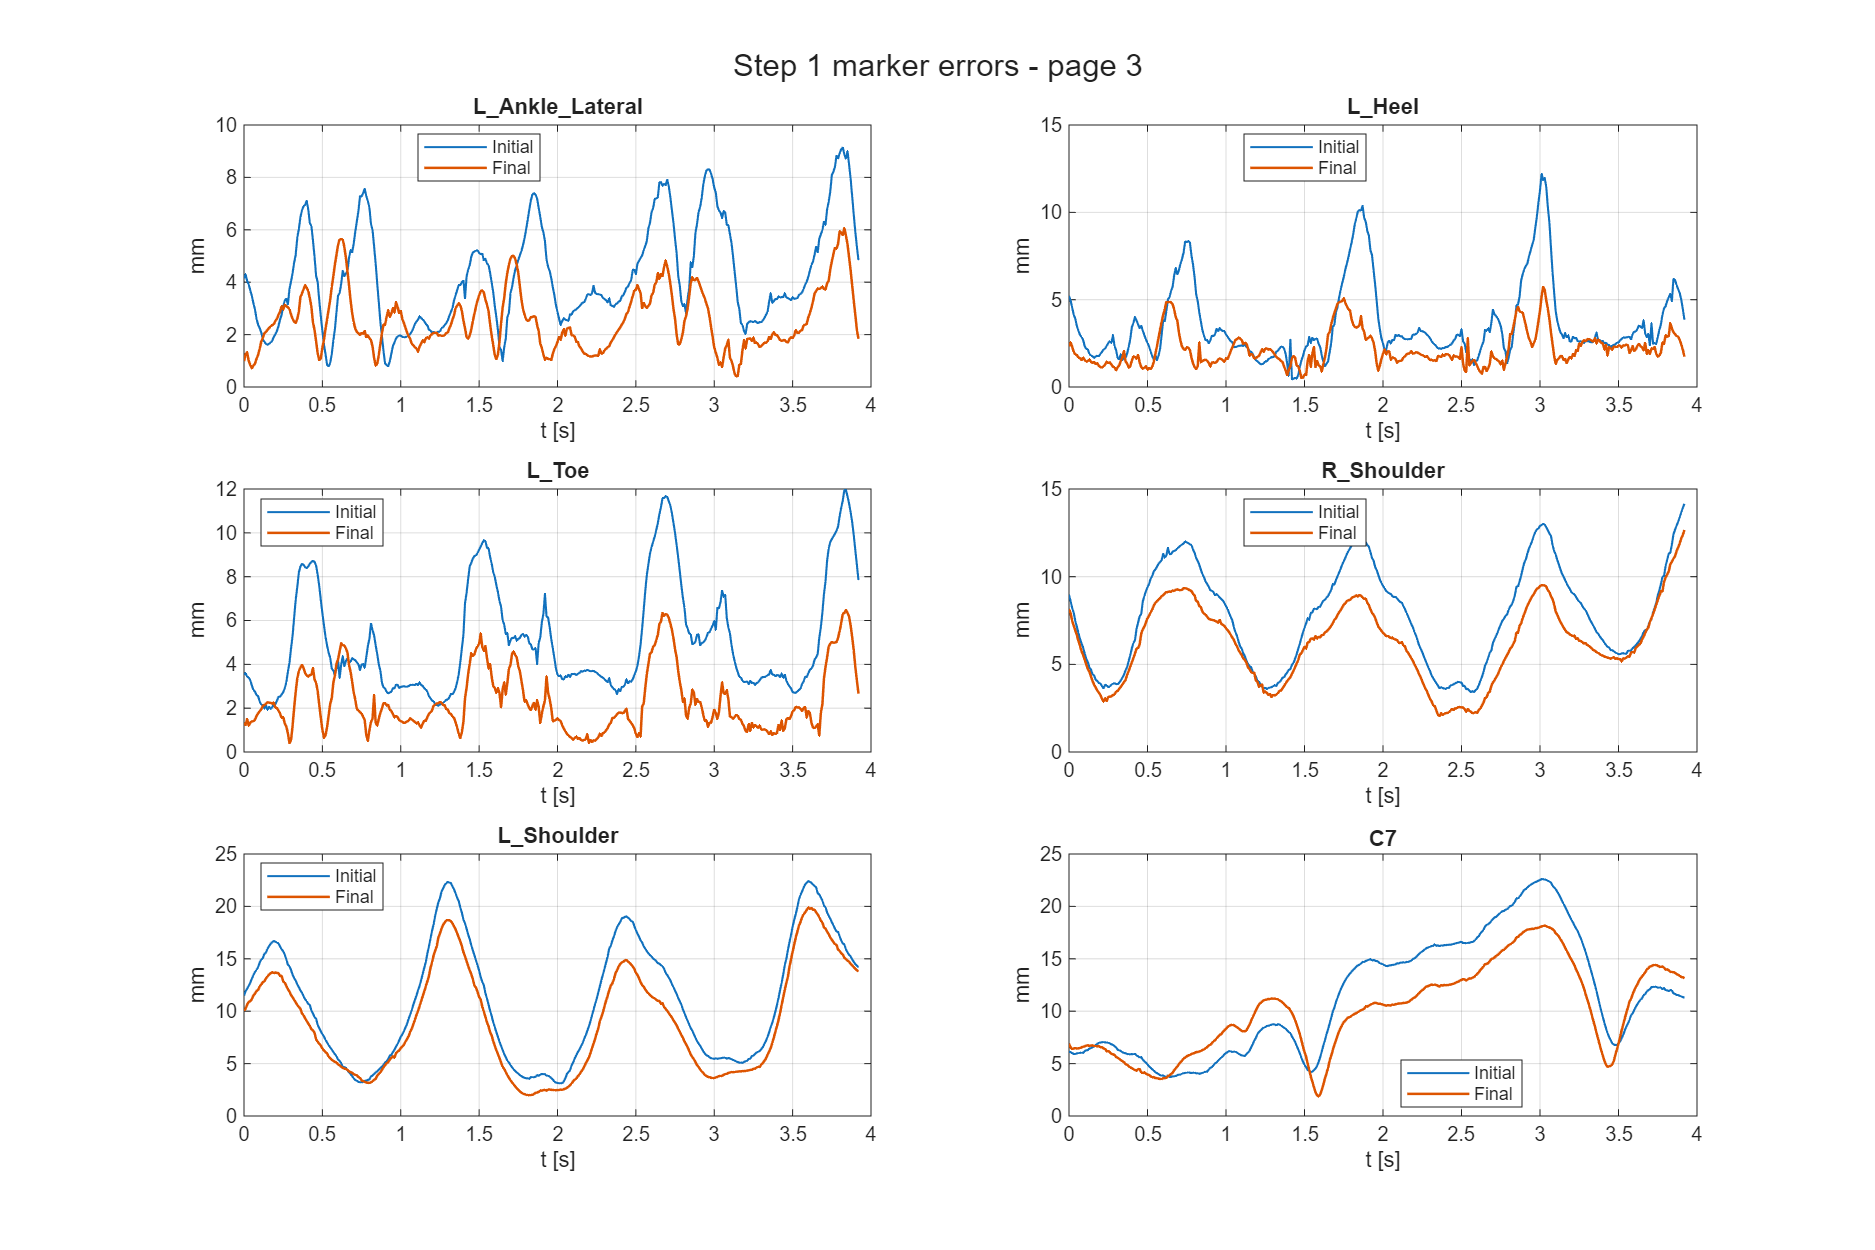 Step 1 marker errors - page 3
L_Ankle_Lateral
10
8
6
4
2
0
mm
Initial
Final
0 0.5 1 1.5 2 2.5 3 3.5 4
t [s]
L_Heel
15
10
5
0
mm
Initial
Final
0 0.5 1 1.5 2 2.5 3 3.5 4
t [s]
L_Toe
12
10
8
6
4
2
0
mm
Initial
Final
0 0.5 1 1.5 2 2.5 3 3.5 4
t [s]
R_Shoulder
15
10
5
0
mm
Initial
Final
0 0.5 1 1.5 2 2.5 3 3.5 4
t [s]
L_Shoulder
25
20
15
10
5
0
mm
Initial
Final
0 0.5 1 1.5 2 2.5 3 3.5 4
t [s]
C7
25
20
15
10
5
0
mm
Initial
Final
0 0.5 1 1.5 2 2.5 3 3.5 4
t [s]